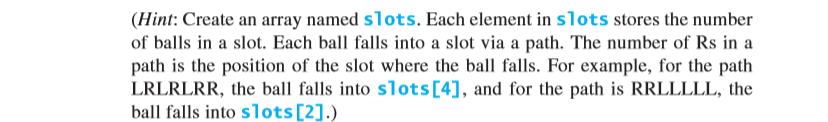 (Hint: Create an array named slots. Each element in slots stores the number
of balls in a slot. Each ball falls into a slot via a path. The number of Rs in a
path is the position of the slot where the ball falls. For example, for the path
LRLRLRR, the ball falls into slots[4], and for the path is RRLLLLL, the
ball falls into slots[2].)